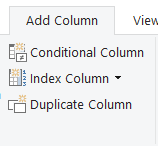 Add Column View
Conditional Column
Index Column
Duplicate Column